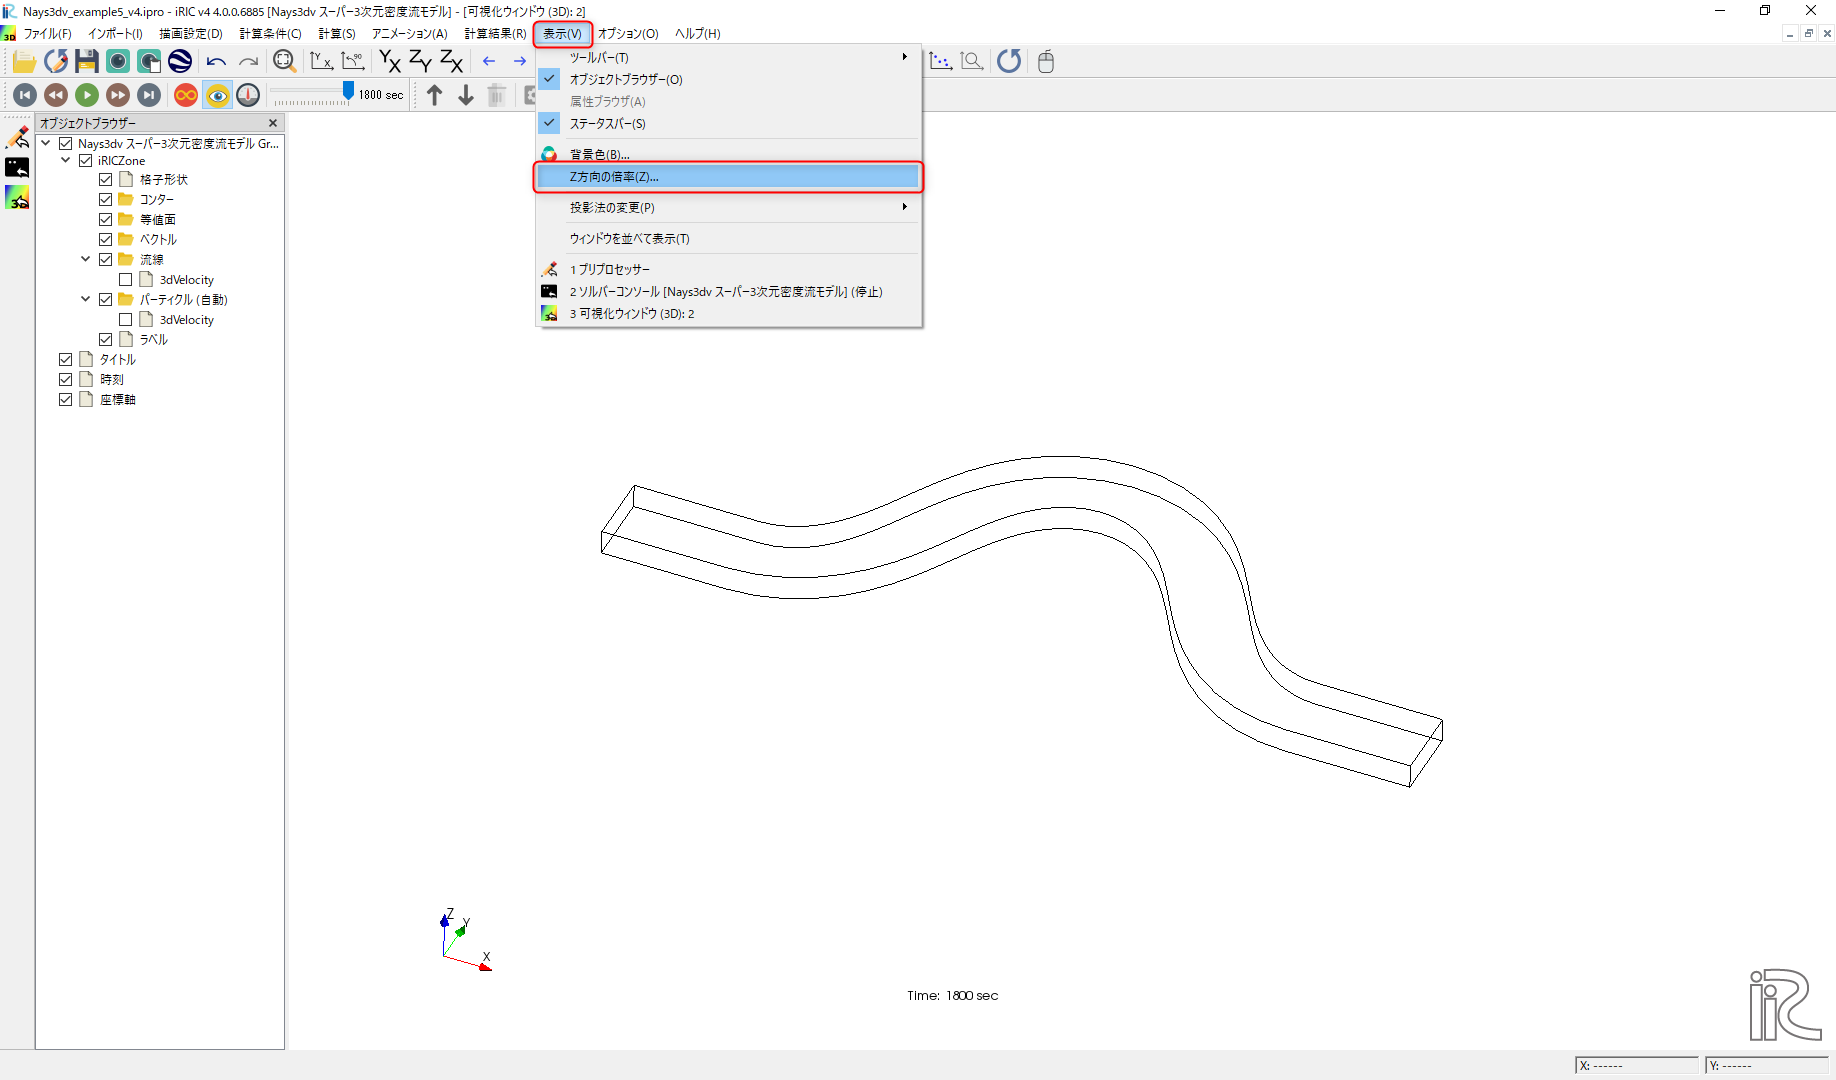 Nays3dv_example5_v4.ipro - iRIC v4 4.0.0.6885 [Nays3dv スーパー3次元密度流モデル] - [可視化ウィンドウ (3D): 2]
ファイル(F) インポート(I) 描画設定(D) 計算条件(C) 計算(S) アニメーション(A) 計算結果(R) 表示(V) オプション(O) ヘルプ(H)
1800 sec
ツールバー(T)
オブジェクトブラウザー(O)
属性ブラウザ(A)
ステータスバー(S)
背景色(B)...
Z方向の倍率(Z)...
投影法の変更(P)
ウィンドウを並べて表示(T)
1 プリプロセッサー
2 ソルバーコンソール [Nays3dv スーパー3次元密度流モデル] (停止)
3 可視化ウィンドウ (3D): 2
オブジェクトブラウザー
Nays3dv スーパー3次元密度流モデル Gr...
iRICZone
格子形状
コンター
等値面
ベクトル
流線
3dVelocity
パーティクル (自動)
3dVelocity
ラベル
タイトル
時刻
座標軸
Z
Y
X
Time: 1800 sec
iRIC
X: ------
Y: ------